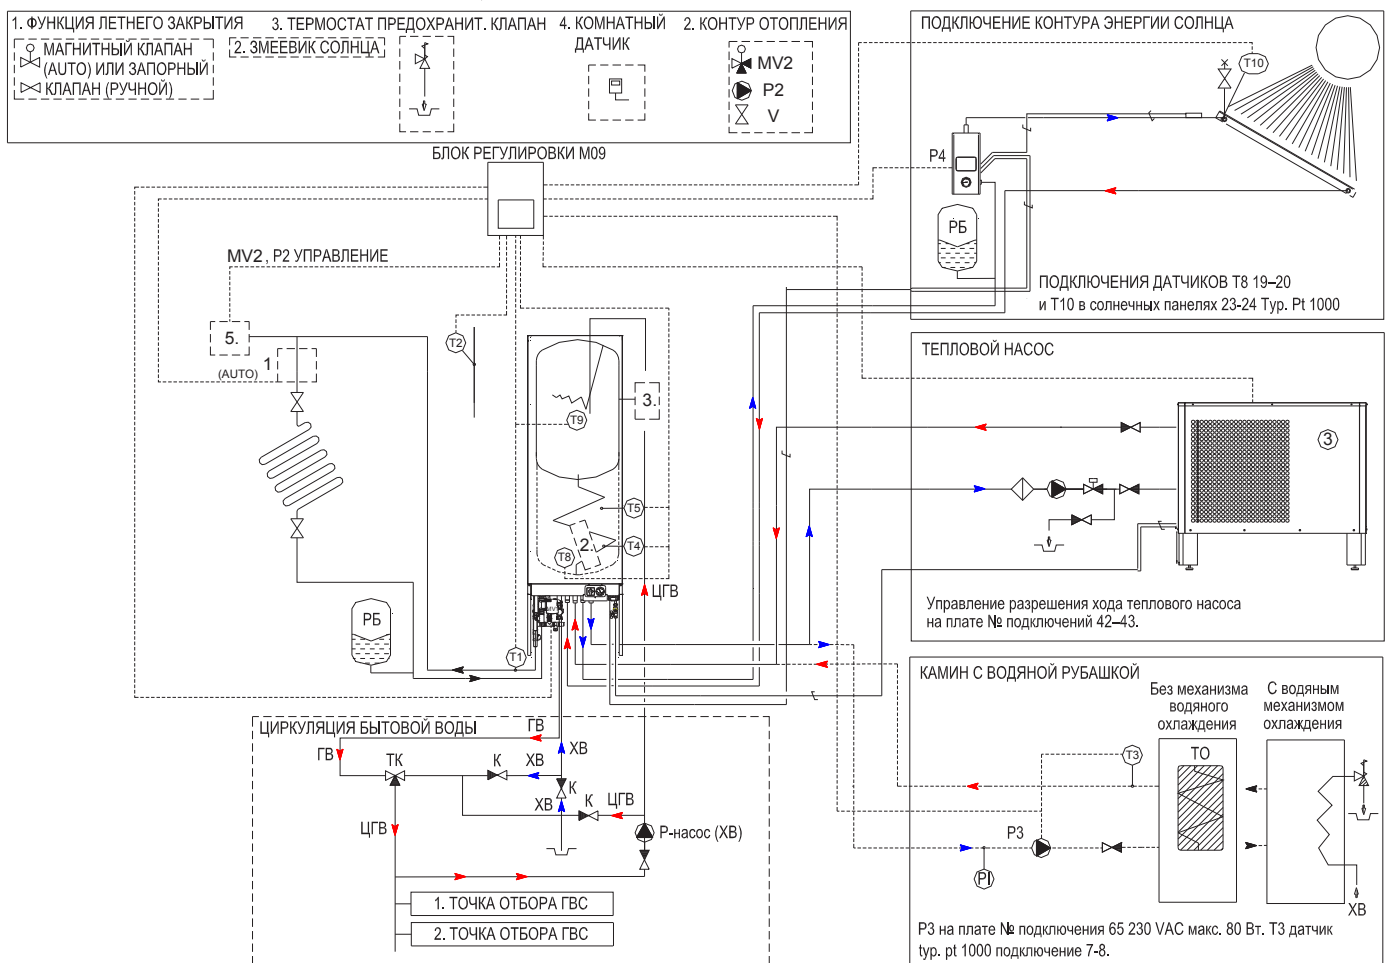 1. ФУНКЦИЯ ЛЕТНЕГО ЗАКРЫТИЯ
МАГНИТНЫЙ КЛАПАН
(AUTO) ИЛИ ЗАПОРНЫЙ
КЛАПАН (РУЧНОЙ)
2. ЗМЕЕВИК СОЛНЦА
3. ТЕРМОСТАТ ПРЕДОХРАНИТ. КЛАПАН
4. КОМНАТНЫЙ
ДАТЧИК
2. КОНТУР ОТОПЛЕНИЯ
MV2
P2
V
БЛОК РЕГУЛИРОВКИ М09
MV2, P2 УПРАВЛЕНИЕ
5.
1
(AUTO)
T2
T9
3.
T5
T4
T8
2.
MV1
ЦГВ
РБ
T1
ПОДКЛЮЧЕНИЕ КОНТУРА ЭНЕРГИИ СОЛНЦА
T10
P4
РБ
ПОДКЛЮЧЕНИЯ ДАТЧИКОВ Т8 19–20
и Т10 в солнечных панелях 23-24 Тур. Pt 1000
ТЕПЛОВОЙ НАСОС
3
Управление разрешения хода теплового насоса
на плате № подключений 42–43.
КАМИН С ВОДЯНОЙ РУБАШКОЙ
Без механизма
водяного
охлаждения
С водяным
механизмом
охлаждения
ТО
T3
P3
PI
ХВ
P3 на плате № подключения 65 230 VAC макс. 80 Вт. Т3 датчик
typ. pt 1000 подключение 7-8.
ЦИРКУЛЯЦИЯ БЫТОВОЙ ВОДЫ
ГВ
ГВ
ХВ
ТК
К
ХВ
К
ХВ
К
ЦГВ
ЦГВ
Р-насос (ХВ)
1. ТОЧКА ОТБОРА ГВС
2. ТОЧКА ОТБОРА ГВС